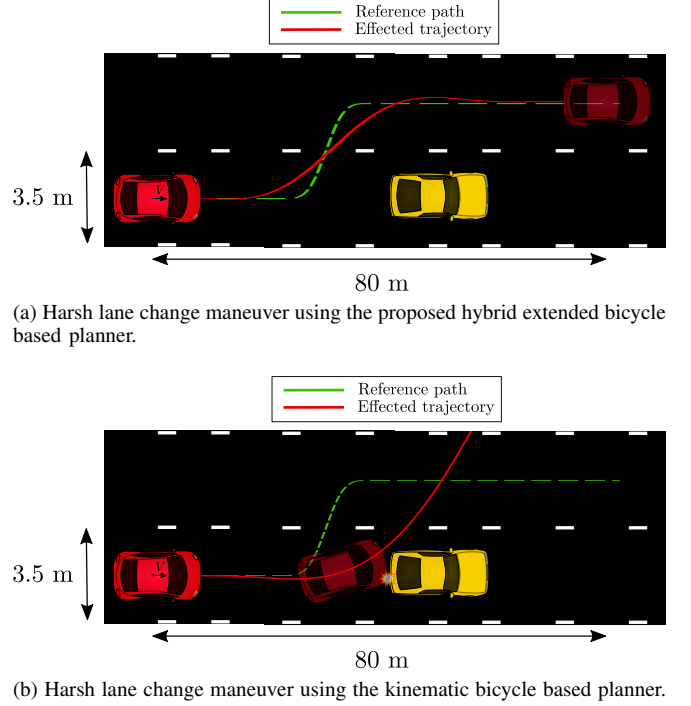 Reference path
Effected trajectory
V
3.5 m
80 m
(a) Harsh lane change maneuver using the proposed hybrid extended bicycle
based planner.
Reference path
Effected trajectory
V
3.5 m
80 m
(b) Harsh lane change maneuver using the kinematic bicycle based planner.